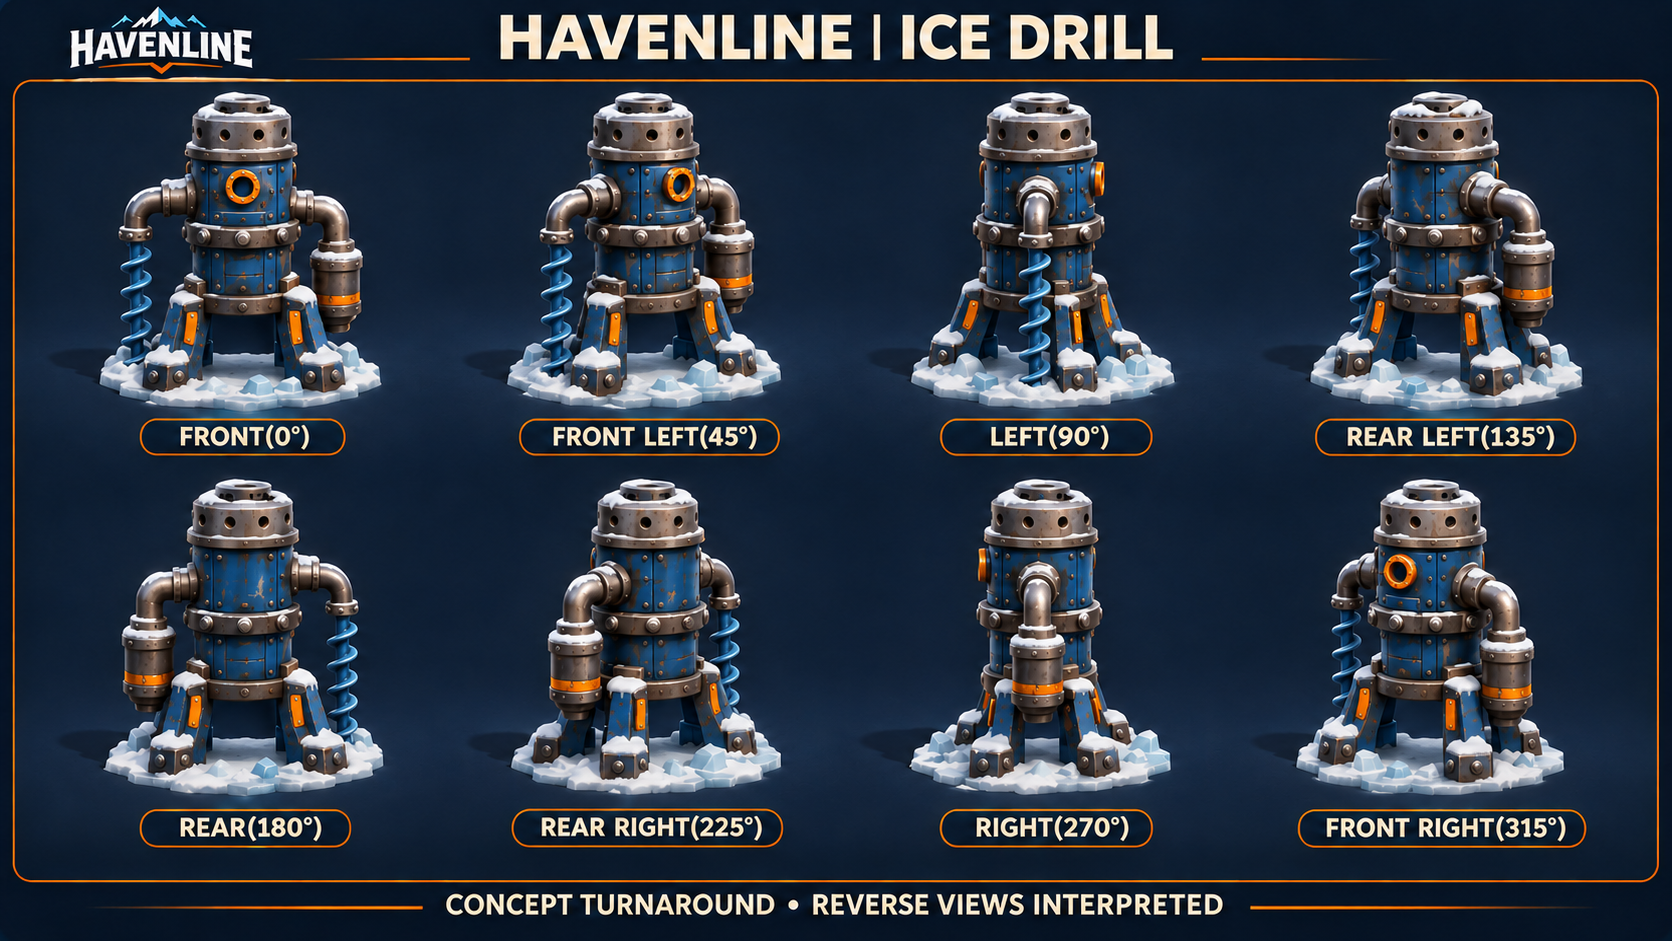 HAVENLINE
HAVENLINE | ICE DRILL
FRONT(0°)
FRONT LEFT(45°)
LEFT(90°)
REAR LEFT(135°)
REAR(180°)
REAR RIGHT(225°)
RIGHT(270°)
FRONT RIGHT(315°)
CONCEPT TURNAROUND • REVERSE VIEWS INTERPRETED